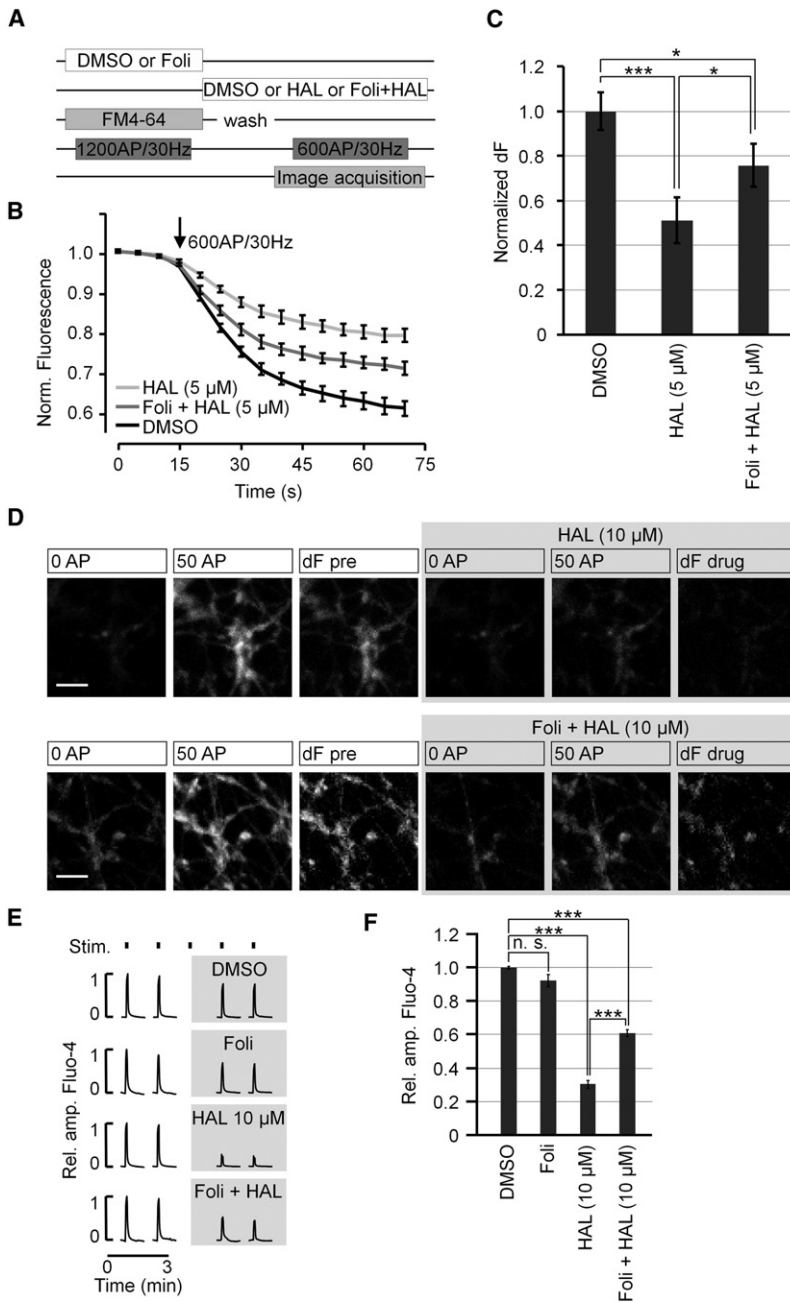 A
DMSO or Foli
DMSO or HAL or Foli+HAL
FM4-64 wash
1200AP/30Hz 600AP/30Hz
Image acquisition
B
600AP/30Hz
Norm. Fluorescence
1.0
0.9
0.8
0.7
0.6
HAL (5 µM)
Foli + HAL (5 µM)
DMSO
0 15 30 45 60 75
Time (s)
C
*
*** *
Normalized dF
1.2
1.0
0.8
0.6
0.4
0.2
0
DMSO
HAL (5 µM)
Foli + HAL (5 µM)
D
HAL (10 µM)
0 AP 50 AP dF pre 0 AP 50 AP dF drug
Foli + HAL (10 µM)
0 AP 50 AP dF pre 0 AP 50 AP dF drug
E
Stim.
Rel. amp. Fluo-4
DMSO
1
0
Foli
1
0
HAL 10 µM
1
0
Foli + HAL
1
0
0 3
Time (min)
F
***
***
n. s.
***
Rel. amp. Fluo-4
1.2
1.0
0.8
0.6
0.4
0.2
0
DMSO
Foli
HAL (10 µM)
Foli + HAL (10 µM)